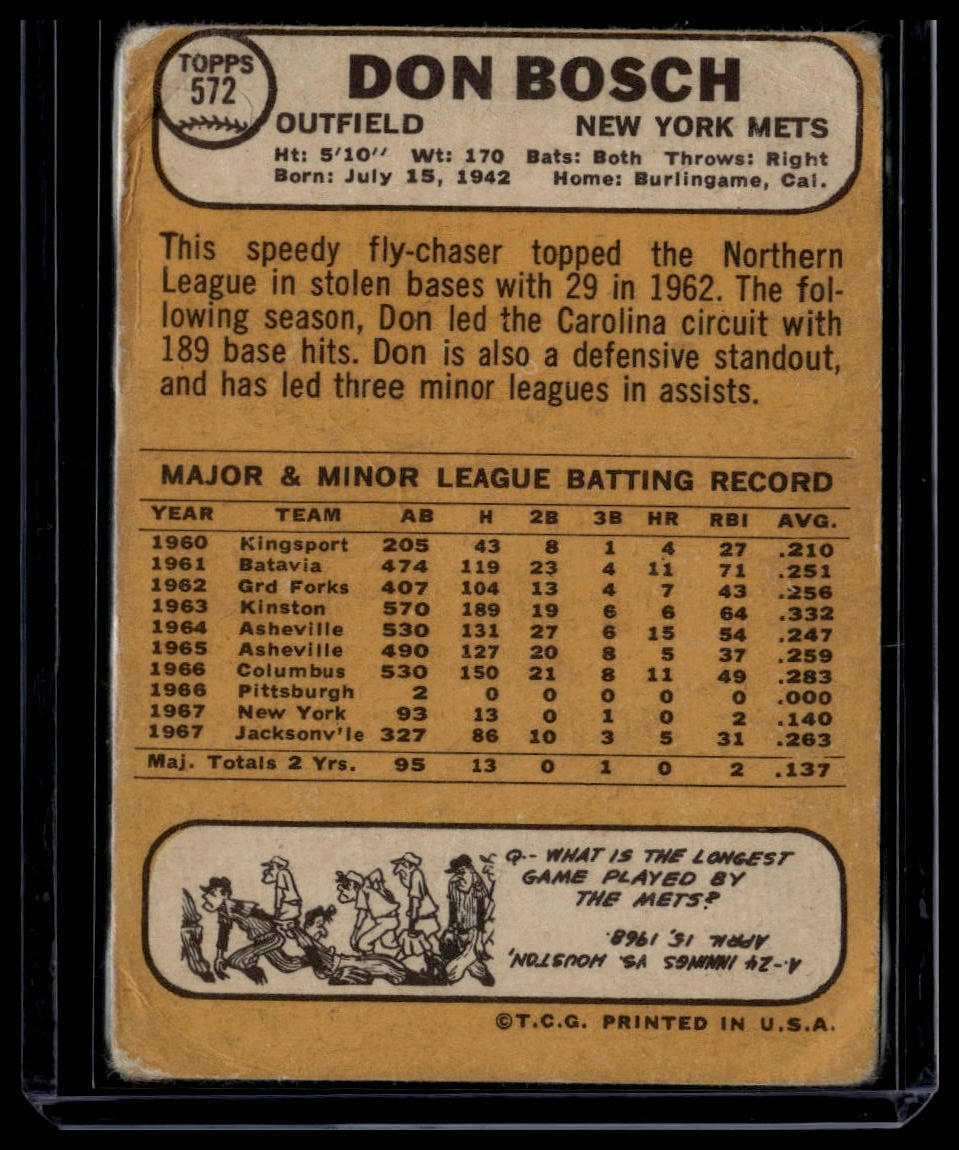 TOPPS
572
DON BOSCH
OUTFIELD NEW YORK METS
Ht: 5'10'' Wt: 170 Bats: Both Throws: Right
Born: July 15, 1942 Home: Burlingame, Cal.
This speedy fly-chaser topped the Northern
League in stolen bases with 29 in 1962. The fol-
lowing season, Don led the Carolina circuit with
189 base hits. Don is also a defensive standout,
and has led three minor leagues in assists.
MAJOR & MINOR LEAGUE BATTING RECORD
YEAR TEAM AB H 2B 3B HR RBI AVG.
1960 Kingsport 205 43 8 1 4 27 .210
1961 Batavia 474 119 23 4 11 71 .251
1962 Grd Forks 407 104 13 4 7 43 .256
1963 Kinston 570 189 19 6 6 64 .332
1964 Asheville 530 131 27 6 15 54 .247
1965 Asheville 490 127 20 8 5 37 .259
1966 Columbus 530 150 21 8 11 49 .283
1966 Pittsburgh 2 0 0 0 0 0 .000
1967 New York 93 13 0 1 0 2 .140
1967 Jacksonv'le 327 86 10 3 5 31 .263
Maj. Totals 2 Yrs. 95 13 0 1 0 2 .137
Q-- WHAT IS THE LONGEST
GAME PLAYED BY
THE METS?
A-24 INNINGS VS. HOUSTON,
APRIL 15, 1968.
©T.C.G. PRINTED IN U.S.A.